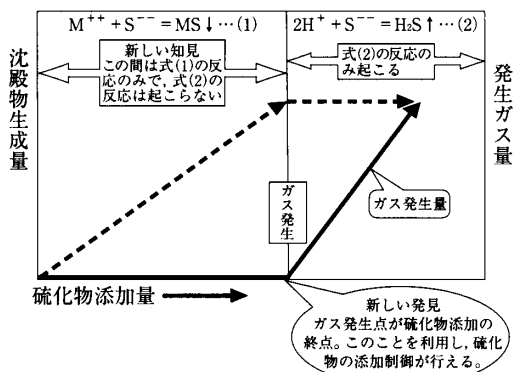 M⁺⁺ + S⁻⁻ = MS↓ …(1)
2H⁺ + S⁻⁻ = H₂S↑ …(2)
新しい知見
この間は式(1)の反
応のみで,式(2)の
反応は起こらない
式(2)の反応の
み起こる
沈殿物生成量
発生ガス量
ガス発生
ガス発生量
硫化物添加量
新しい発見
ガス発生点が硫化物添加の
終点。このことを利用し,硫化
物の添加制御が行える。